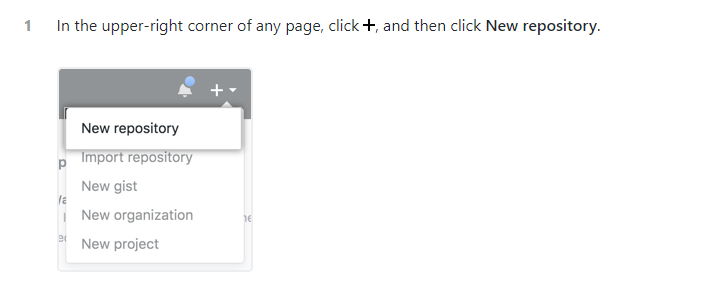 1 In the upper-right corner of any page, click +, and then click New repository.
New repository
Import repository
New gist
New organization
New project